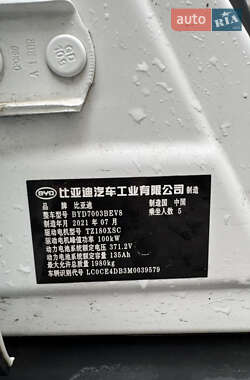 AUTO.RIA
BYD 比亚迪汽车工业有限公司 制造
品牌 比亚迪 制造国 中国
整车型号 BYD7003BEV8 乘坐人数 5
制造年月 2021 年 07 月
驱动电机型号 TZ180XSC
驱动电机峰值功率 100kW
动力电池系统额定电压 371.2V
动力电池系统额定容量 135Ah
最大允许总质量 1980kg
车辆识别代号 LC0CE4DB3M0039579